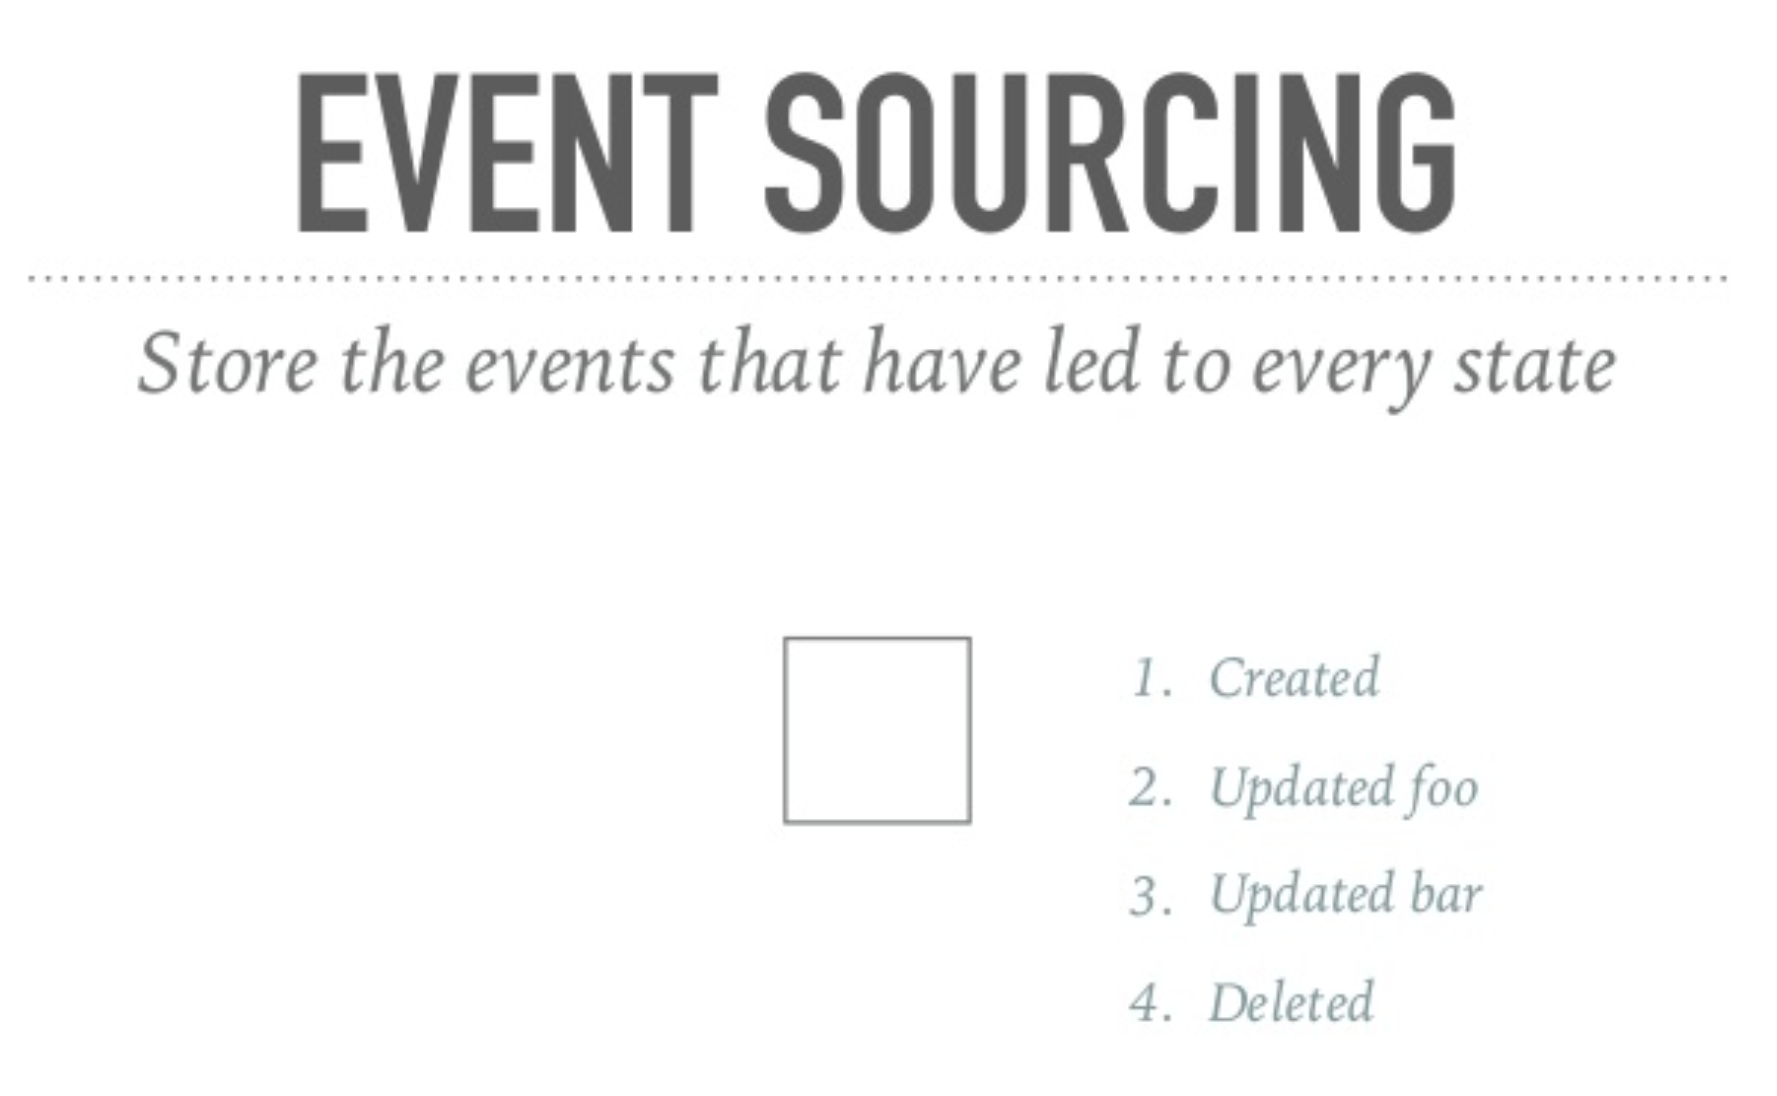 EVENT SOURCING
Store the events that have led to every state
1. Created
2. Updated foo
3. Updated bar
4. Deleted